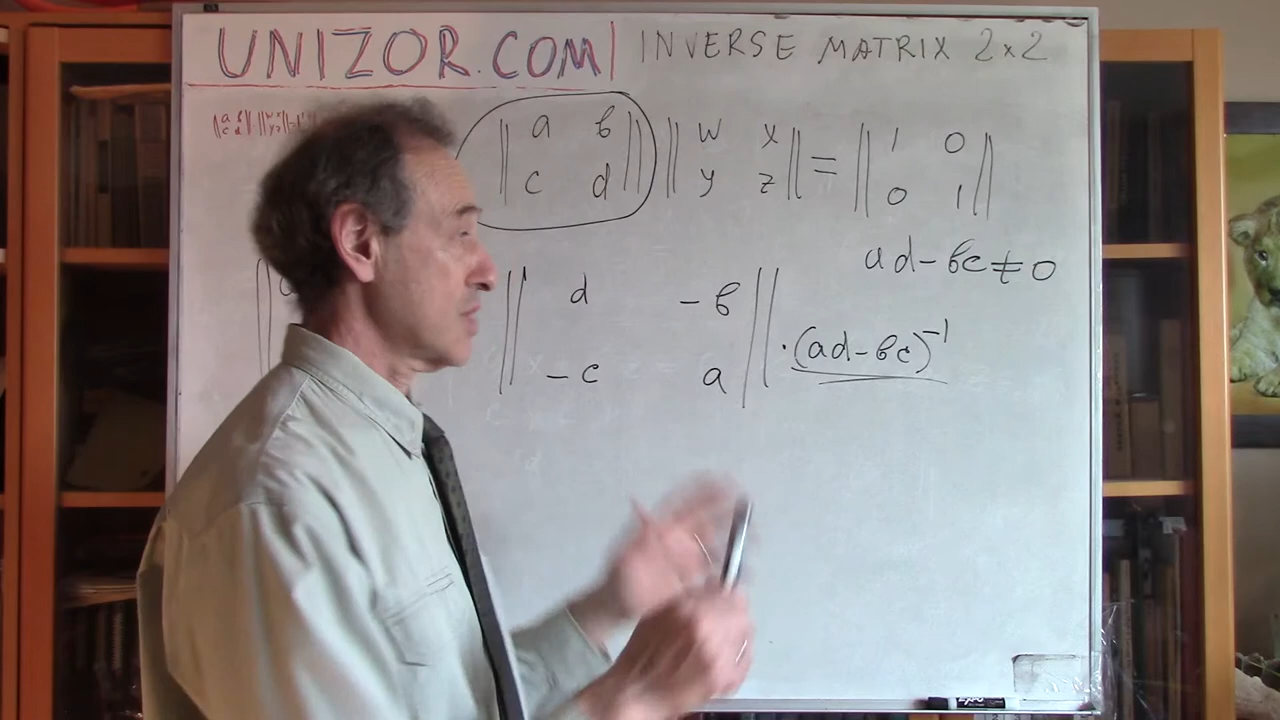 UNIZOR.COM | INVERSE MATRIX 2×2
|| a b || || w x || = || 1 0 ||
|| c d || || y z || || 0 1 ||
ad - bc ≠ 0
|| d - b || · (ad - bc)⁻¹
|| - c a ||